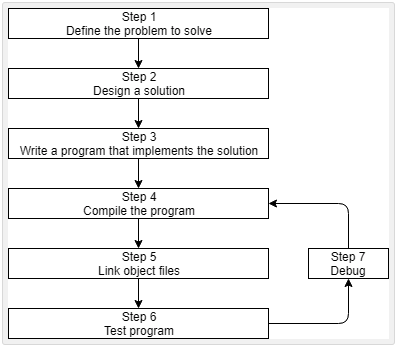 Step 1
Define the problem to solve
Step 2
Design a solution
Step 3
Write a program that implements the solution
Step 4
Compile the program
Step 5
Link object files
Step 7
Debug
Step 6
Test program